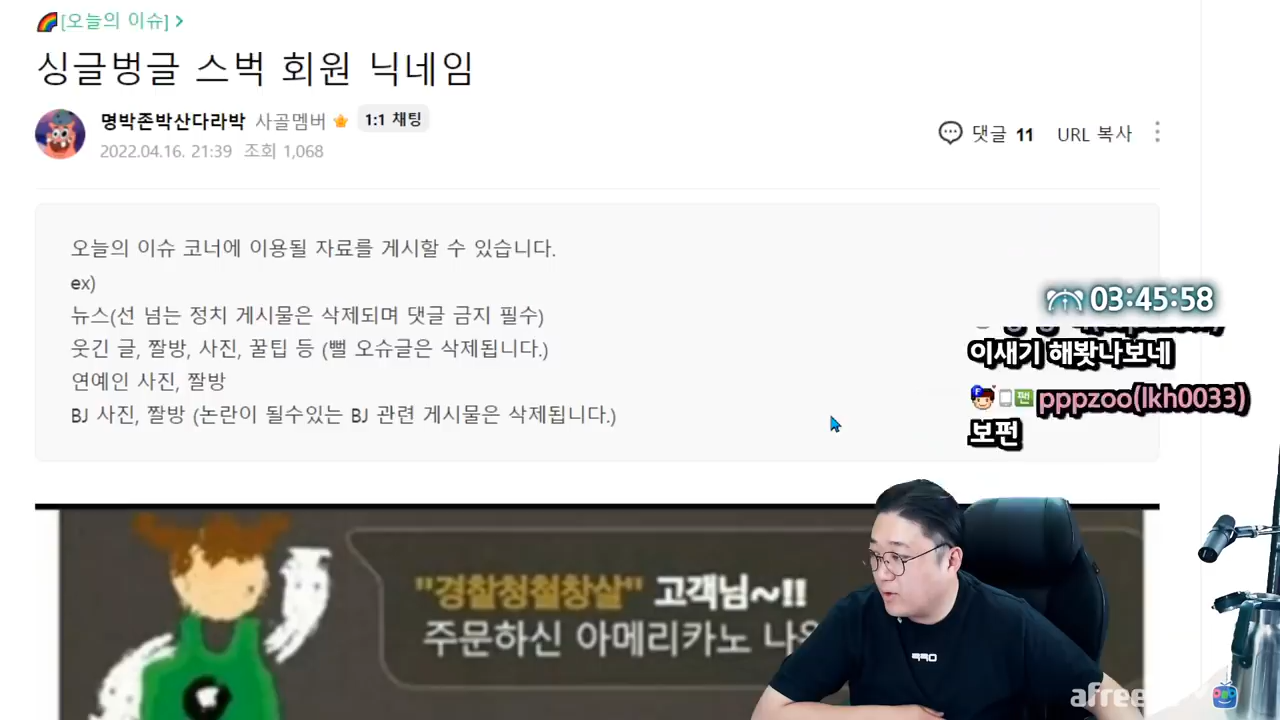 [오늘의 이슈] >
싱글벙글 스벅 회원 닉네임
명박존박산다라박 사골멤버 1:1 채팅
2022.04.16. 21:39 조회 1,068
댓글 11 URL 복사
오늘의 이슈 코너에 이용될 자료를 게시할 수 있습니다.
ex)
뉴스(선 넘는 정치 게시물은 삭제되며 댓글 금지 필수)
웃긴 글, 짤방, 사진, 꿀팁 등 (뻘 오슈글은 삭제됩니다.)
연예인 사진, 짤방
BJ 사진, 짤방 (논란이 될수있는 BJ 관련 게시물은 삭제됩니다.)
03:45:58
이새기 해봣나보네
F 팬 pppzoo(lkh0033)
보편
"경찰청철창살" 고객님~!!
주문하신 아메리카노
afree